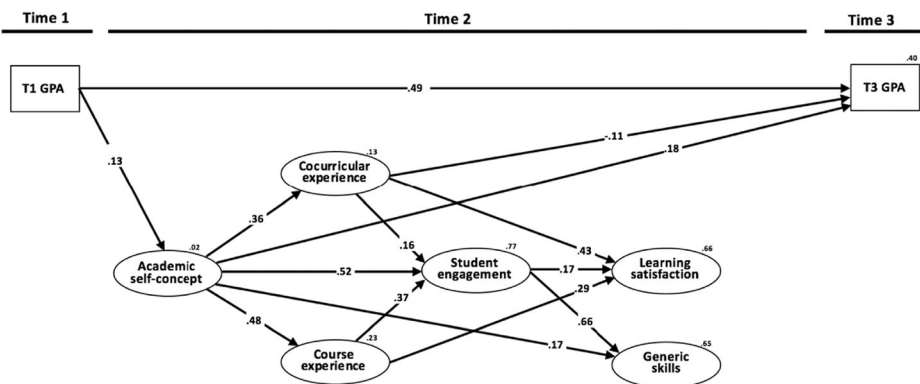 Time 1
Time 2
Time 3
.40
T1 GPA
.49
T3 GPA
-.11
.13
.18
.13
Cocurricular
experience
.36
.16
.43
.02
.77
.66
Academic
self-concept
.52
Student
engagement
.17
Learning
satisfaction
.29
.37
.48
.66
.23
.17
.65
Course
experience
Generic
skills